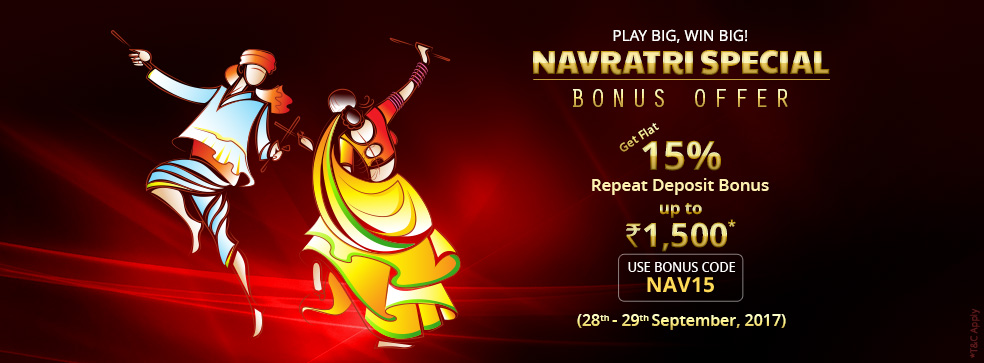 PLAY BIG, WIN BIG!
NAVRATRI SPECIAL
BONUS OFFER
Get Flat
15%
Repeat Deposit Bonus
up to
₹1,500*
USE BONUS CODE
NAV15
(28th - 29th September, 2017)
*T&C Apply